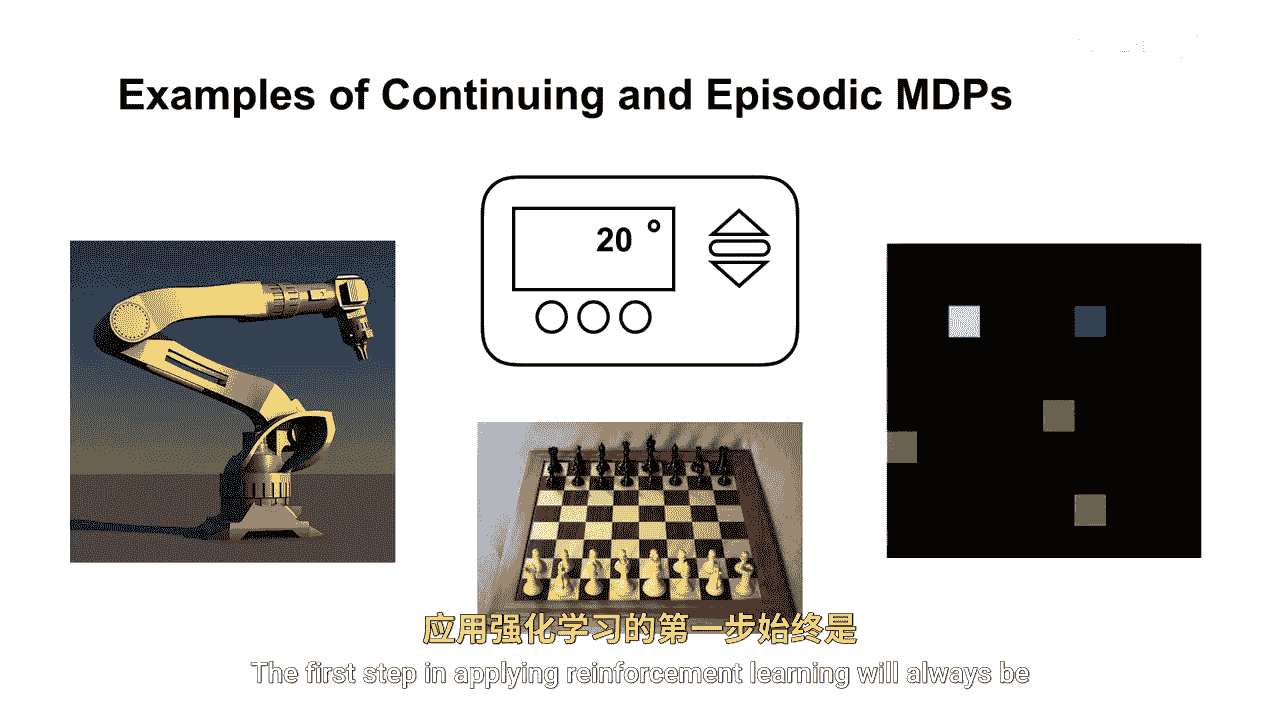 Examples of Continuing and Episodic MDPs
20 °
应用强化学习的第一步始终是
The first step in applying reinforcement learning will always be